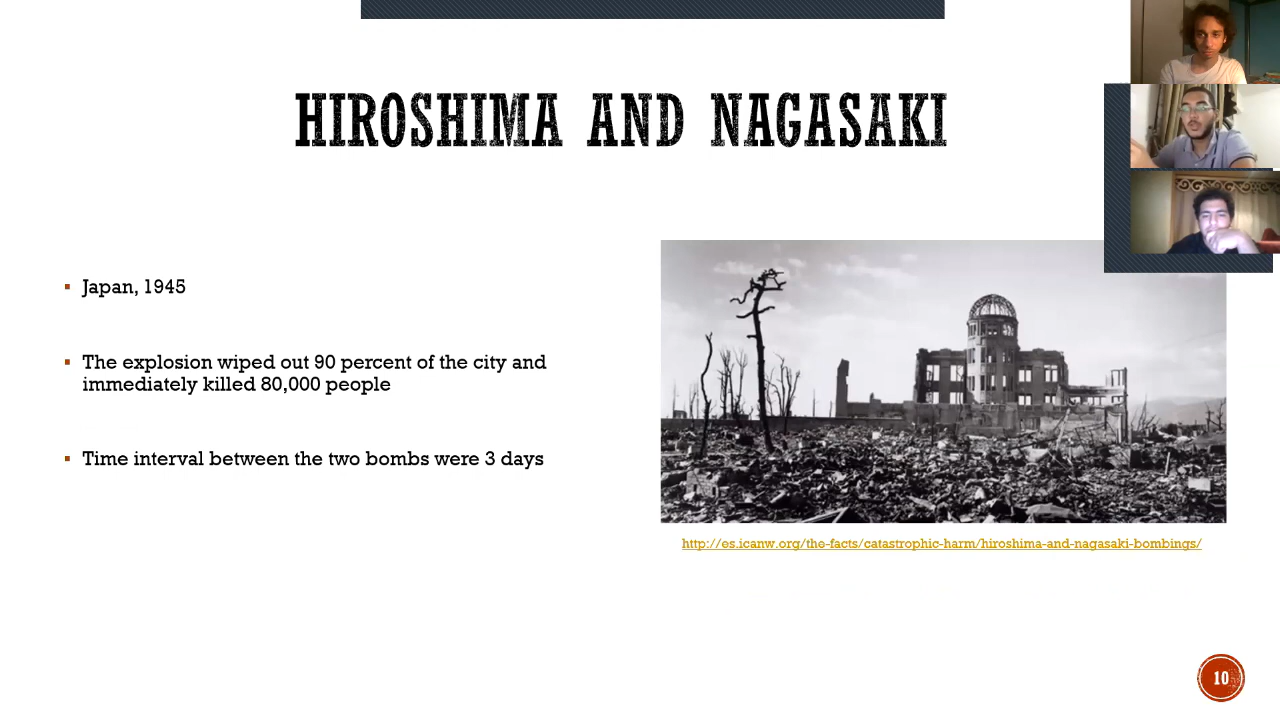 HIROSHIMA AND NAGASAKI
Japan, 1945
The explosion wiped out 90 percent of the city and
immediately killed 80,000 people
Time interval between the two bombs were 3 days
http://es.icanw.org/the-facts/catastrophic-harm/hiroshima-and-nagasaki-bombings/
10